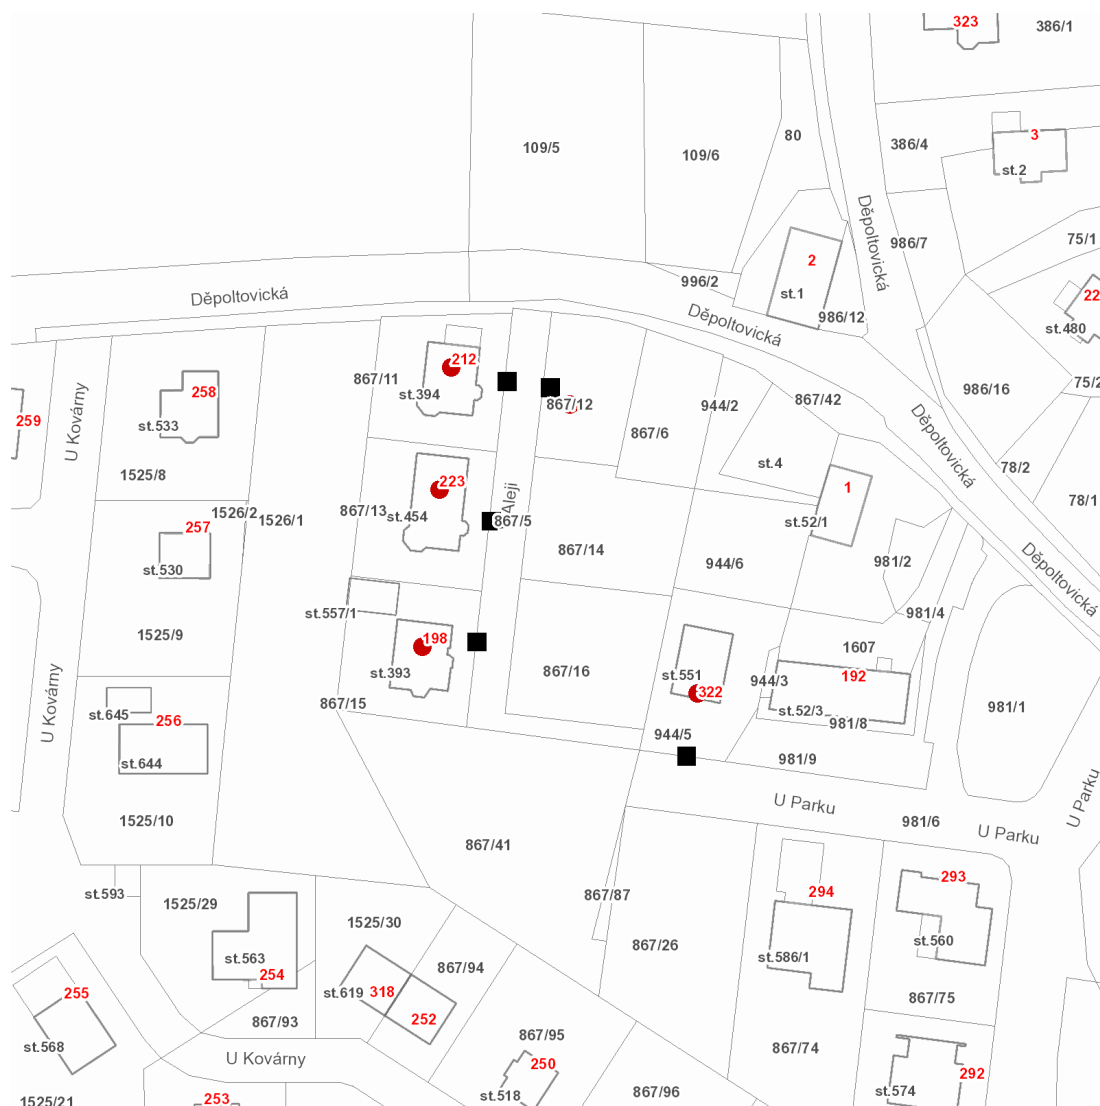 323
386/1
80
3
386/4
109/5
109/6
st.2
Děpoltovická
986/7
75/1
2
996/2
st.1
22
Děpoltovická
986/12
Děpoltovická
st.480
212
867/11
st.394
258
986/16
75/2
259
U Kovárny
st.533
867/12
944/2
867/42
Děpoltovická
867/6
st.4
78/2
1525/8
223
1
Aleji
78/1
1526/2
1526/1
867/13
st.454
867/5
st.52/1
257
867/14
944/6
981/2
Děpoltovická
st.530
st.557/1
981/4
1525/9
198
1607
st.393
867/16
st.551
944/3
192
322
U Kovárny
867/15
st.645
256
st.52/3
981/8
981/1
944/5
st.644
981/9
U Parku
U Parku
1525/10
981/6
U Parku
867/41
st.593
1525/29
867/87
294
293
1525/30
867/26
st.563
st.586/1
st.560
254
867/94
255
st.619
318
252
867/75
867/93
867/95
st.568
867/74
U Kovárny
250
292
1525/21
253
st.518
867/96
st.574